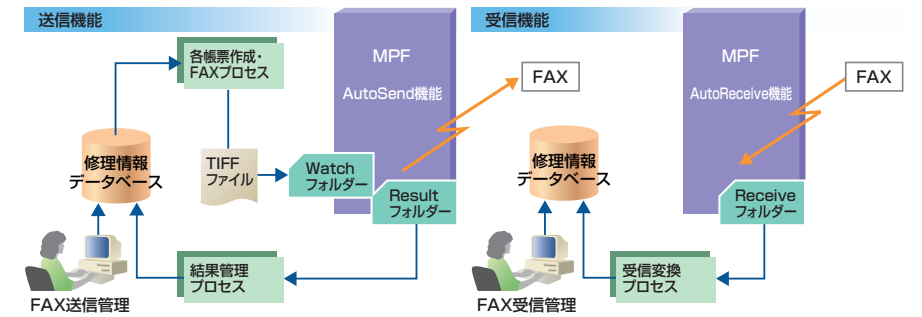 送信機能
各帳票作成・
FAXプロセス
MPF
AutoSend機能
FAX
修理情報
データベース
TIFF
ファイル
Watch
フォルダー
Result
フォルダー
結果管理
プロセス
FAX送信管理
受信機能
MPF
AutoReceive機能
FAX
修理情報
データベース
Receive
フォルダー
受信変換
プロセス
FAX受信管理